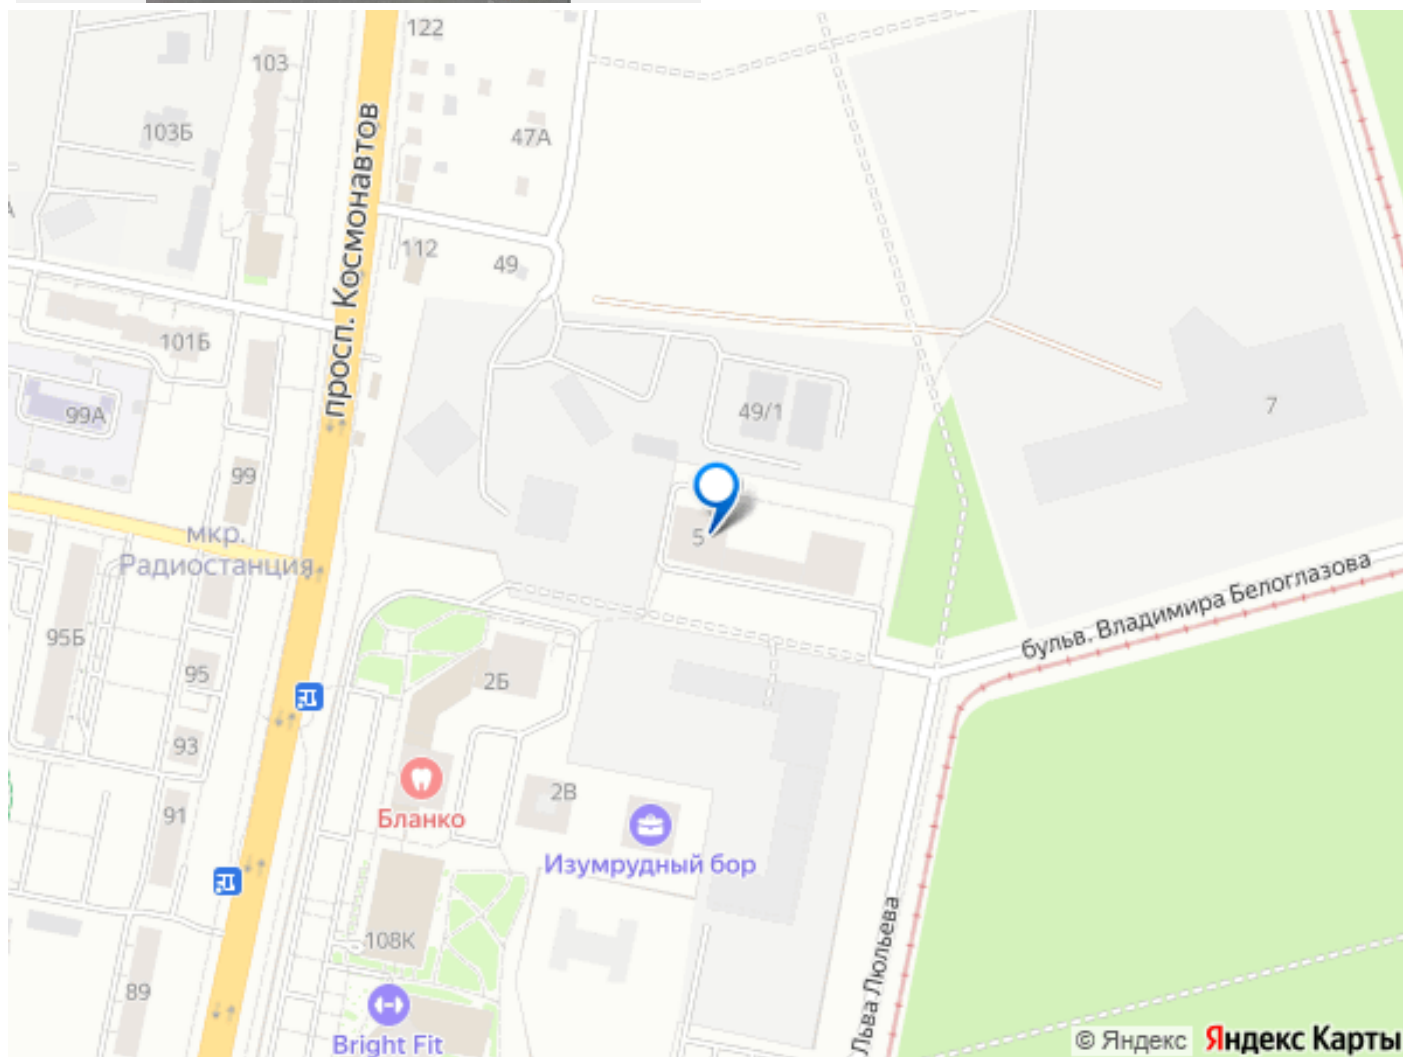 122
103
103Б
47А
просп. Космонавтов
112
49
101Б
99А
49/1
7
99
5
мкр.
Радиостанция
бульв. Владимира Белоглазова
95Б
95
2Б
93
91
2В
Бланко
Изумрудный бор
Льва Люльева
108К
89
Bright Fit
© Яндекс Яндекс Карты